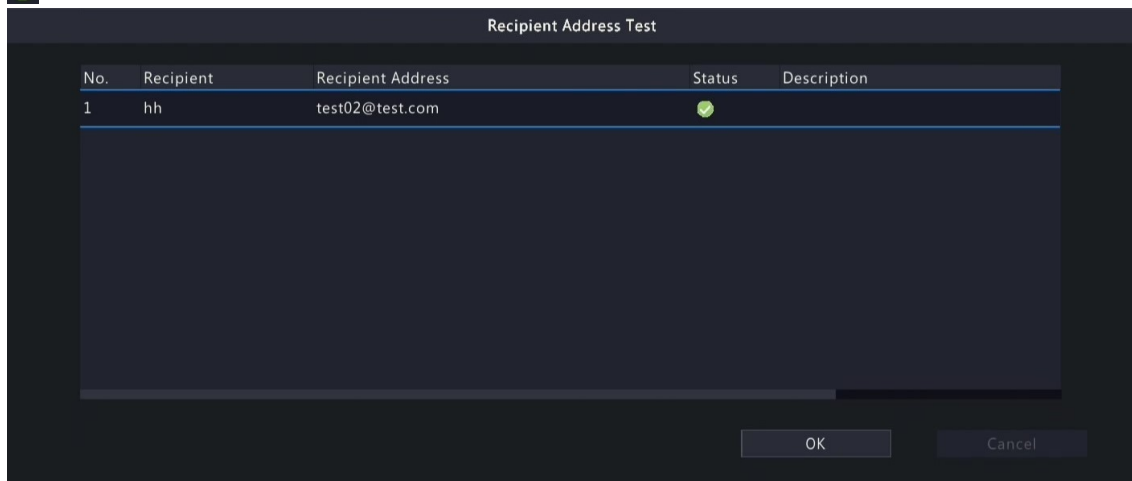 Recipient Address Test
No. Recipient Recipient Address Status Description
1 hh test02@test.com
OK Cancel